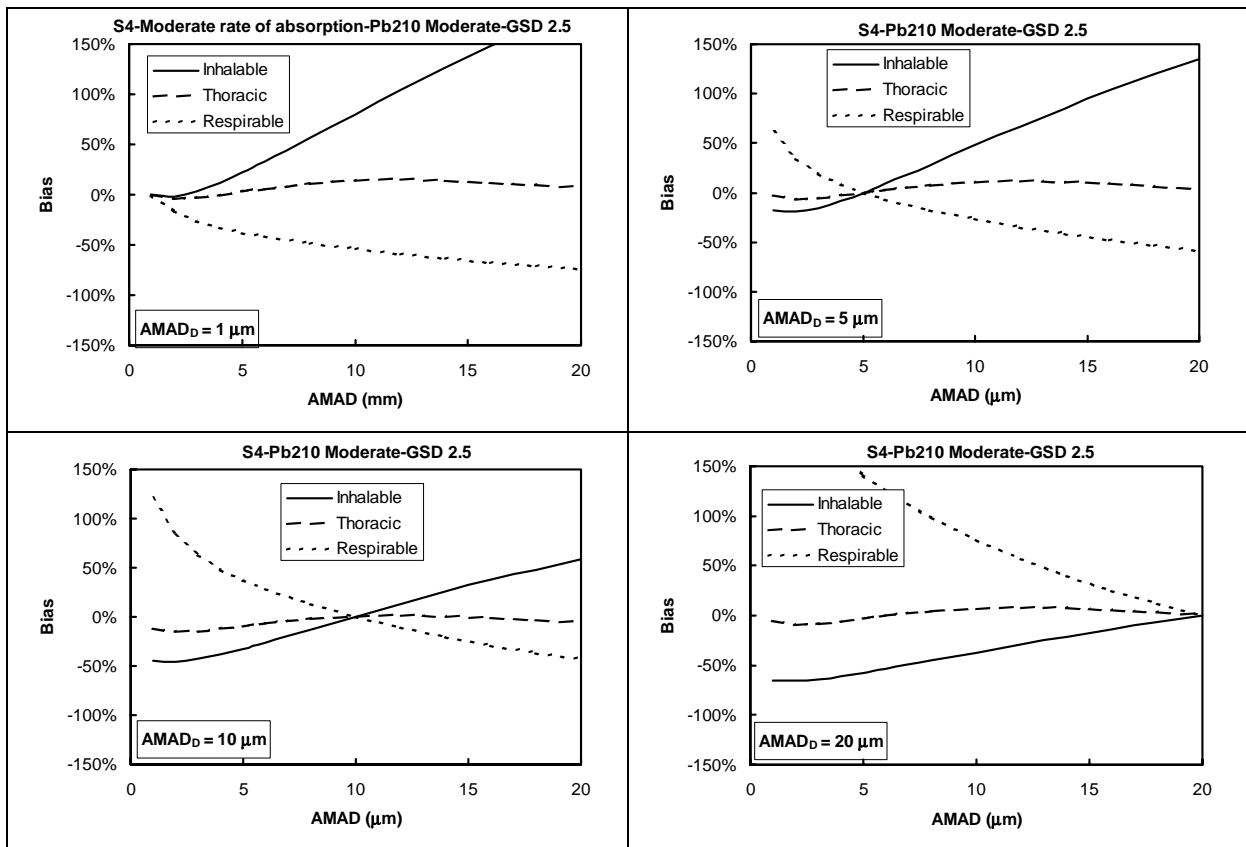 S4-Moderate rate of absorption-Pb210 Moderate-GSD 2.5
150%
100%
50%
0%
-50%
-100%
-150%
Bias
Inhalable
Thoracic
Respirable
AMADD = 1 µm
0 5 10 15 20
AMAD (mm)
S4-Pb210 Moderate-GSD 2.5
150%
100%
50%
0%
-50%
-100%
-150%
Bias
Inhalable
Thoracic
Respirable
AMADD = 5 µm
0 5 10 15 20
AMAD (µm)
S4-Pb210 Moderate-GSD 2.5
150%
100%
50%
0%
-50%
-100%
-150%
Bias
Inhalable
Thoracic
Respirable
AMADD = 10 µm
0 5 10 15 20
AMAD (µm)
S4-Pb210 Moderate-GSD 2.5
150%
100%
50%
0%
-50%
-100%
-150%
Bias
Inhalable
Thoracic
Respirable
AMADD = 20 µm
0 5 10 15 20
AMAD (µm)